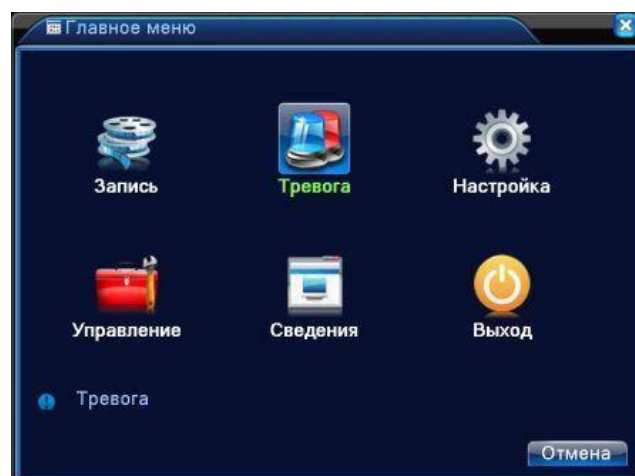 Главное меню
Запись
Тревога
Настройка
Управление
Сведения
Выход
Тревога
Отмена